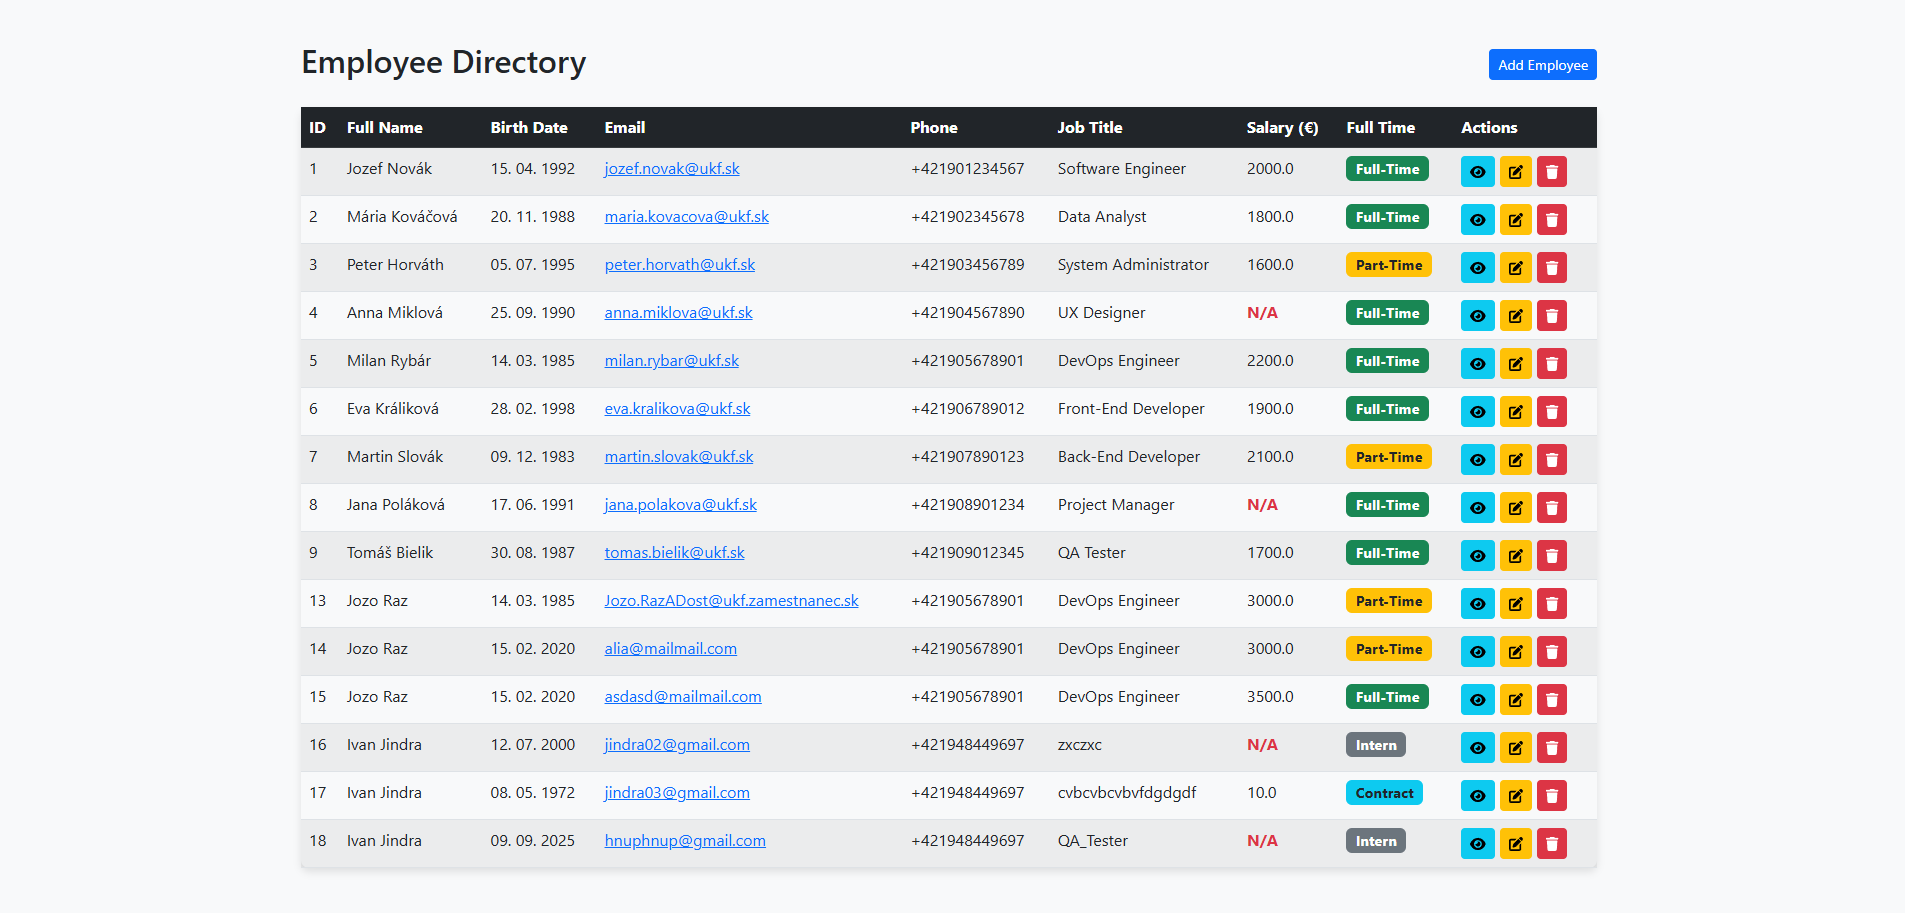 Employee Directory
Add Employee
ID Full Name Birth Date Email Phone Job Title Salary (€) Full Time Actions
1 Jozef Novák 15. 04. 1992 jozef.novak@ukf.sk +421901234567 Software Engineer 2000.0 Full-Time
2 Mária Kováčová 20. 11. 1988 maria.kovacova@ukf.sk +421902345678 Data Analyst 1800.0 Full-Time
3 Peter Horváth 05. 07. 1995 peter.horvath@ukf.sk +421903456789 System Administrator 1600.0 Part-Time
4 Anna Miklová 25. 09. 1990 anna.miklova@ukf.sk +421904567890 UX Designer N/A Full-Time
5 Milan Rybár 14. 03. 1985 milan.rybar@ukf.sk +421905678901 DevOps Engineer 2200.0 Full-Time
6 Eva Králiková 28. 02. 1998 eva.kralikova@ukf.sk +421906789012 Front-End Developer 1900.0 Full-Time
7 Martin Slovák 09. 12. 1983 martin.slovak@ukf.sk +421907890123 Back-End Developer 2100.0 Part-Time
8 Jana Poláková 17. 06. 1991 jana.polakova@ukf.sk +421908901234 Project Manager N/A Full-Time
9 Tomáš Bielik 30. 08. 1987 tomas.bielik@ukf.sk +421909012345 QA Tester 1700.0 Full-Time
13 Jozo Raz 14. 03. 1985 Jozo.RazADost@ukf.zamestnanec.sk +421905678901 DevOps Engineer 3000.0 Part-Time
14 Jozo Raz 15. 02. 2020 alia@mailmail.com +421905678901 DevOps Engineer 3000.0 Part-Time
15 Jozo Raz 15. 02. 2020 asdasd@mailmail.com +421905678901 DevOps Engineer 3500.0 Full-Time
16 Ivan Jindra 12. 07. 2000 jindra02@gmail.com +421948449697 zxczxc N/A Intern
17 Ivan Jindra 08. 05. 1972 jindra03@gmail.com +421948449697 cvbcvbcvbvfdgdgdf 10.0 Contract
18 Ivan Jindra 09. 09. 2025 hnuphnup@gmail.com +421948449697 QA_Tester N/A Intern